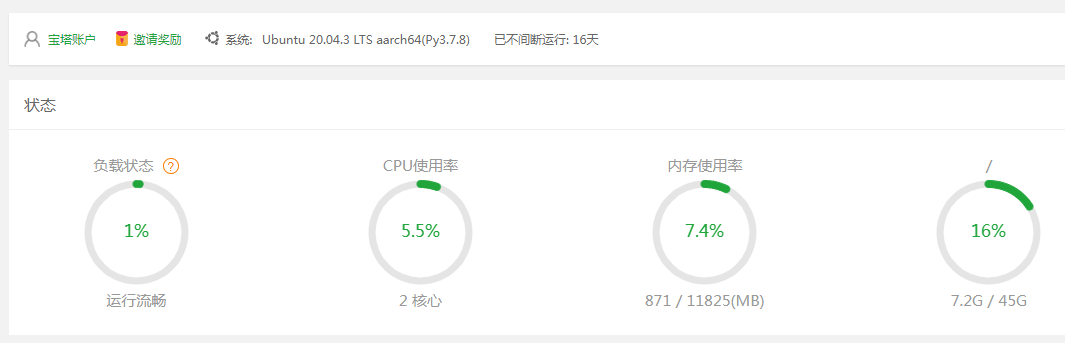 宝塔账户 邀请奖励 系统: Ubuntu 20.04.3 LTS aarch64(Py3.7.8) 已不间断运行: 16天
状态
负载状态 ? CPU使用率 内存使用率 /
1% 5.5% 7.4% 16%
运行流畅 2 核心 871 / 11825(MB) 7.2G / 45G